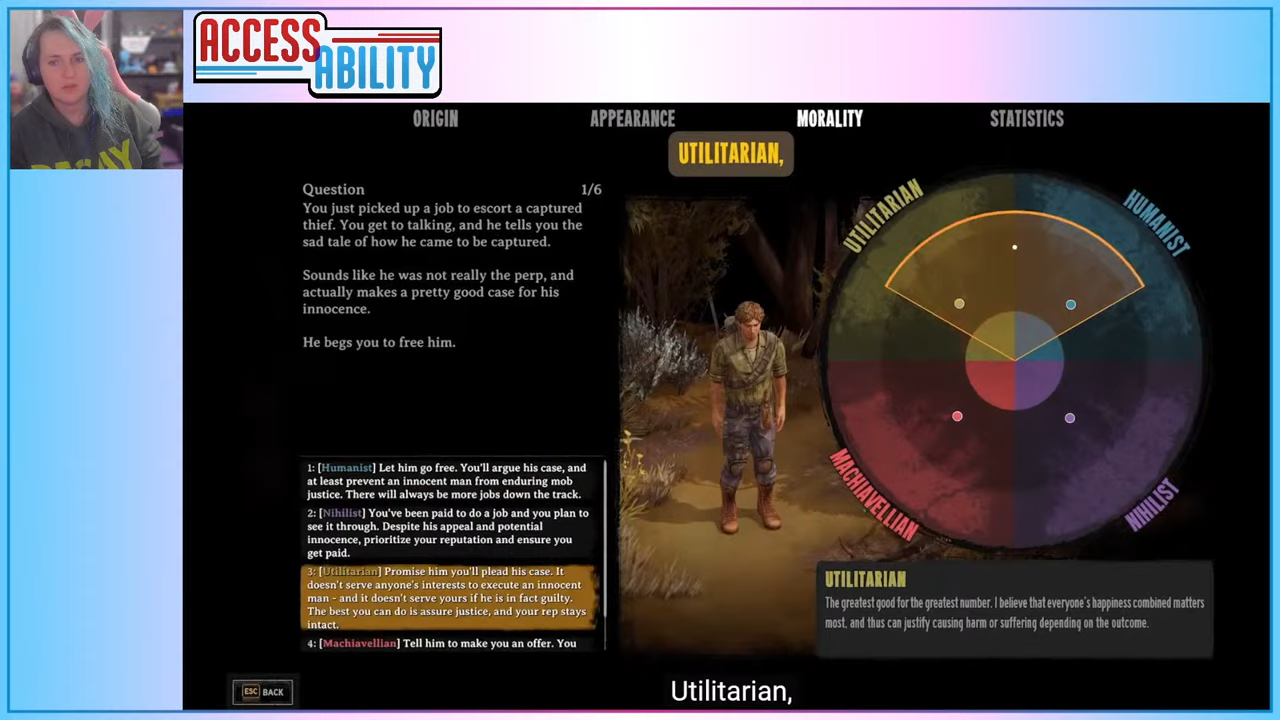 ACCESS
ABILITY
ORIGIN
APPEARANCE
MORALITY
STATISTICS
UTILITARIAN,
Question 1/6
You just picked up a job to escort a captured
thief. You get to talking, and he tells you the
sad tale of how he came to be captured.
Sounds like he was not really the perp, and
actually makes a pretty good case for his
innocence.
He begs you to free him.
1: [Humanist] Let him go free. You'll argue his case, and
at least prevent an innocent man from enduring mob
justice. There will always be more jobs down the track.
2: [Nihilist] You've been paid to do a job and you plan to
see it through. Despite his appeal and potential
innocence, prioritize your reputation and ensure you
get paid.
3: [Utilitarian] Promise him you'll plead his case. It
doesn't serve anyone's interests to execute an innocent
man - and it doesn't serve yours if he is in fact guilty.
The best you can do is assure justice, and your rep stays
intact.
4: [Machiavellian] Tell him to make you an offer. You
UTILITARIAN
HUMANIST
MACHIAVELLIAN
NIHILIST
UTILITARIAN
The greatest good for the greatest number. I believe that everyone's happiness combined matters
most, and thus can justify causing harm or suffering depending on the outcome.
ESC BACK
Utilitarian,